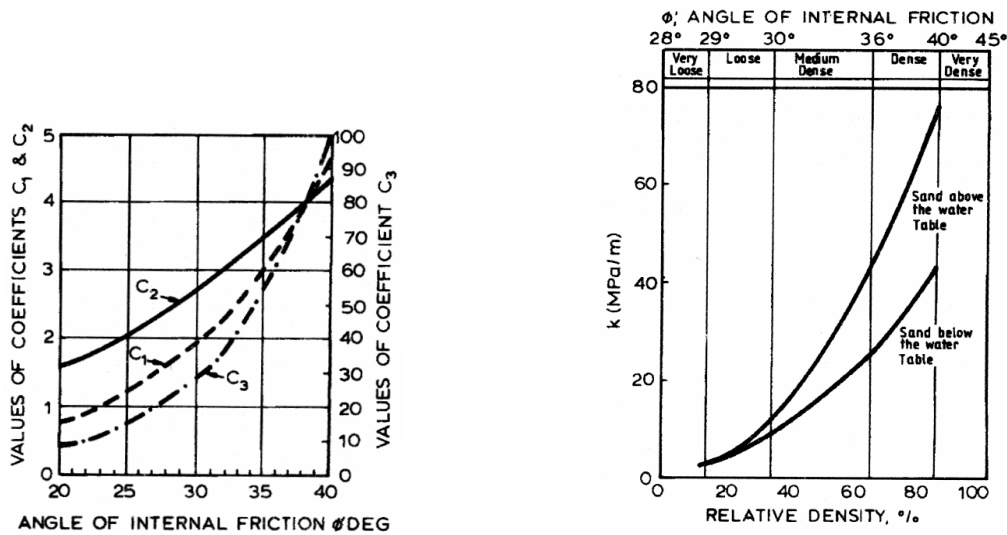 VALUES OF COEFFICIENTS C₁ & C₂
5
4
3
2
1
0
C₂
C₁
C₃
100
90
80
70
60
50
40
30
20
10
0
VALUES OF COEFFICIENT C₃
20 25 30 35 40
ANGLE OF INTERNAL FRICTION ϕ DEG
ϕ', ANGLE OF INTERNAL FRICTION
28° 29° 30° 36° 40° 45°
Very Loose
Loose
Medium Dense
Dense
Very Dense
80
60
40
20
0
k (MPa/m)
Sand above
the water
Table
Sand below
the water
Table
0 20 40 60 80 100
RELATIVE DENSITY, %